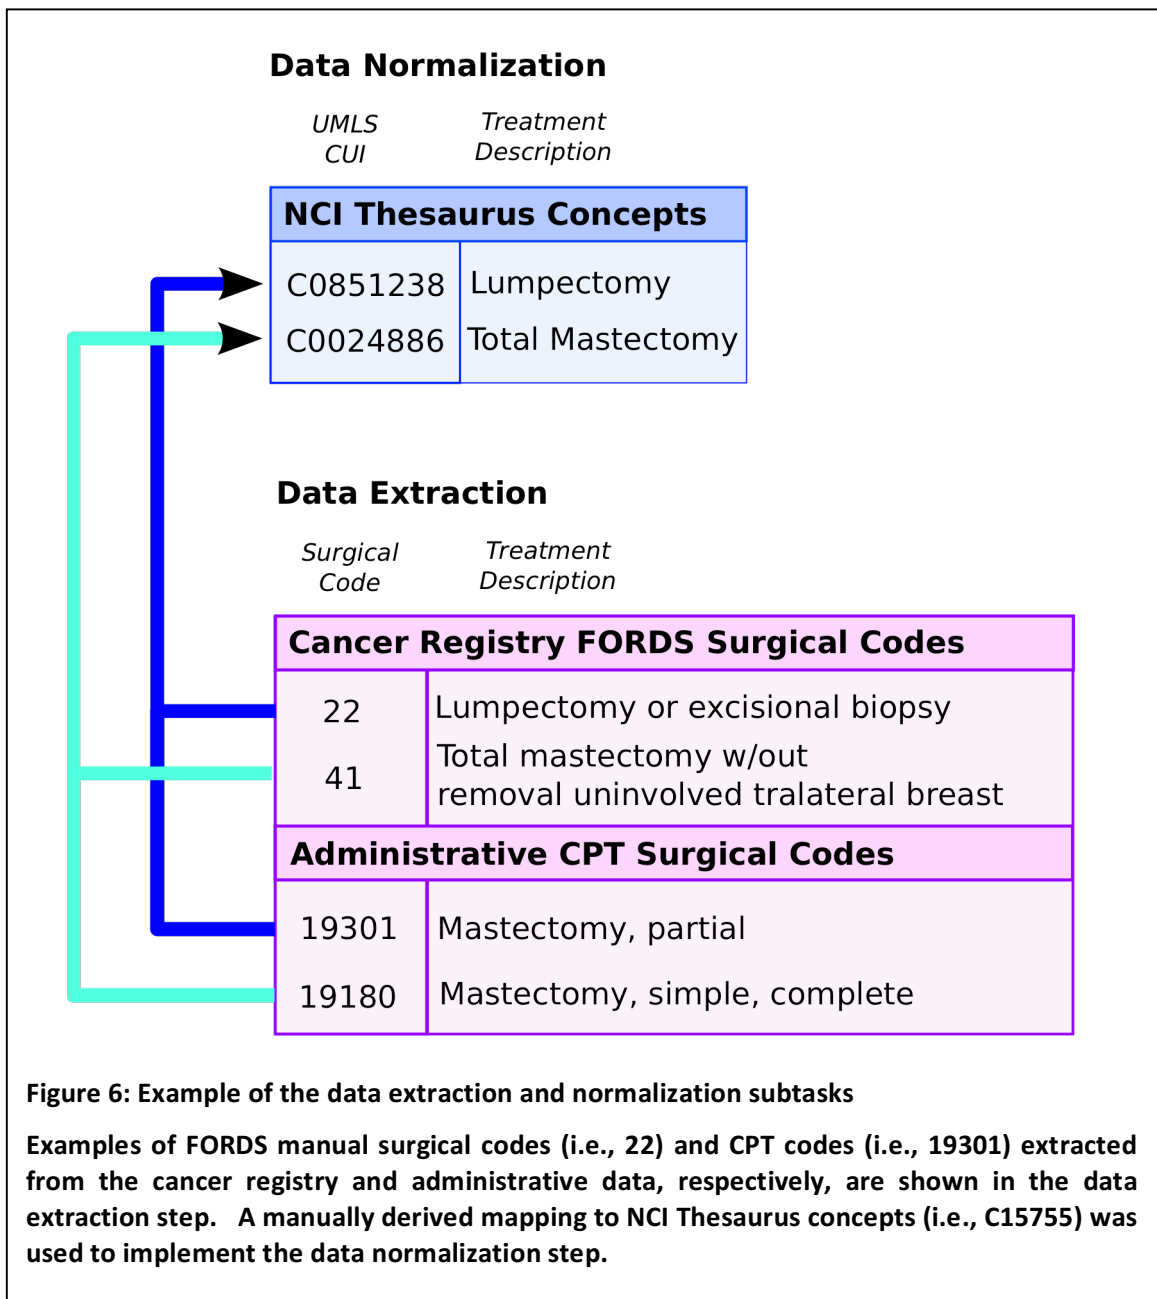 Data Normalization
UMLS CUI
Treatment Description
NCI Thesaurus Concepts
C0851238 Lumpectomy
C0024886 Total Mastectomy
Data Extraction
Surgical Code
Treatment Description
Cancer Registry FORDS Surgical Codes
22 Lumpectomy or excisional biopsy
41 Total mastectomy w/out
removal uninvolved tralateral breast
Administrative CPT Surgical Codes
19301 Mastectomy, partial
19180 Mastectomy, simple, complete
Figure 6: Example of the data extraction and normalization subtasks
Examples of FORDS manual surgical codes (i.e., 22) and CPT codes (i.e., 19301) extracted
from the cancer registry and administrative data, respectively, are shown in the data
extraction step. A manually derived mapping to NCI Thesaurus concepts (i.e., C15755) was
used to implement the data normalization step.